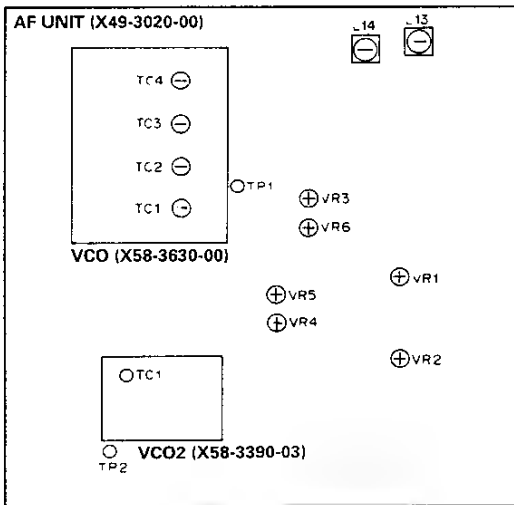 AF UNIT (X49-3020-00)
L14
L13
TC4
TC3
TC2
TC1
TP1
VR3
VR6
VCO (X58-3630-00)
VR1
VR5
VR4
VR2
TC1
VCO2 (X58-3390-03)
TP2